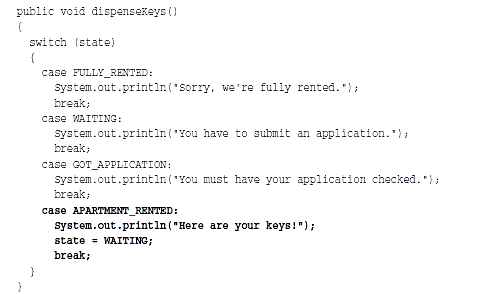 public void dispenseKeys()
{
  switch (state)
  {
    case FULLY_RENTED:
      System.out.println("Sorry, we're fully rented.");
      break;
    case WAITING:
      System.out.println("You have to submit an application.");
      break;
    case GOT_APPLICATION:
      System.out.println("You must have your application checked.");
      break;
    case APARTMENT_RENTED:
      System.out.println("Here are your keys!");
      state = WAITING;
      break;
  }
}